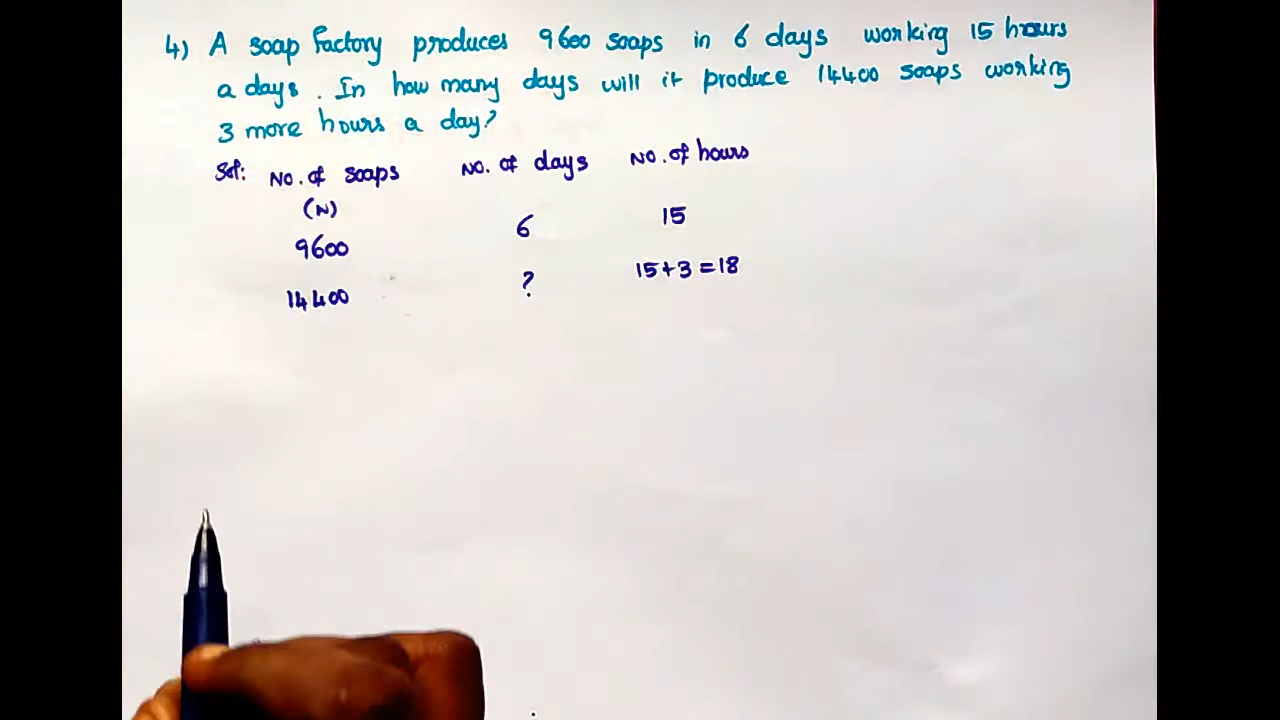 4) A soap factory produces 9600 soaps in 6 days working 15 hours
a days. In how many days will it produce 14400 soaps working
3 more hours a day?
Sol: No. of soaps No. of days No. of hours
(N)
9600 6 15
14400 ? 15+3=18